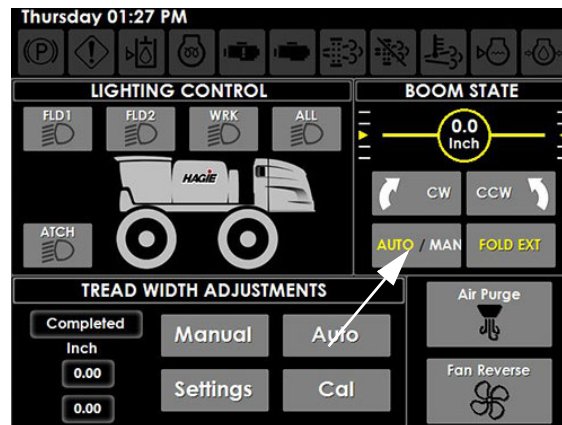 Thursday 01:27 PM
(P)
LIGHTING CONTROL
FLD1 FLD2 WRK ALL
HAGIE
ATCH
BOOM STATE
0.0
Inch
CW CCW
AUTO / MAN FOLD EXT
TREAD WIDTH ADJUSTMENTS
Completed
Inch
0.00
0.00
Manual Auto
Settings Cal
Air Purge
Fan Reverse